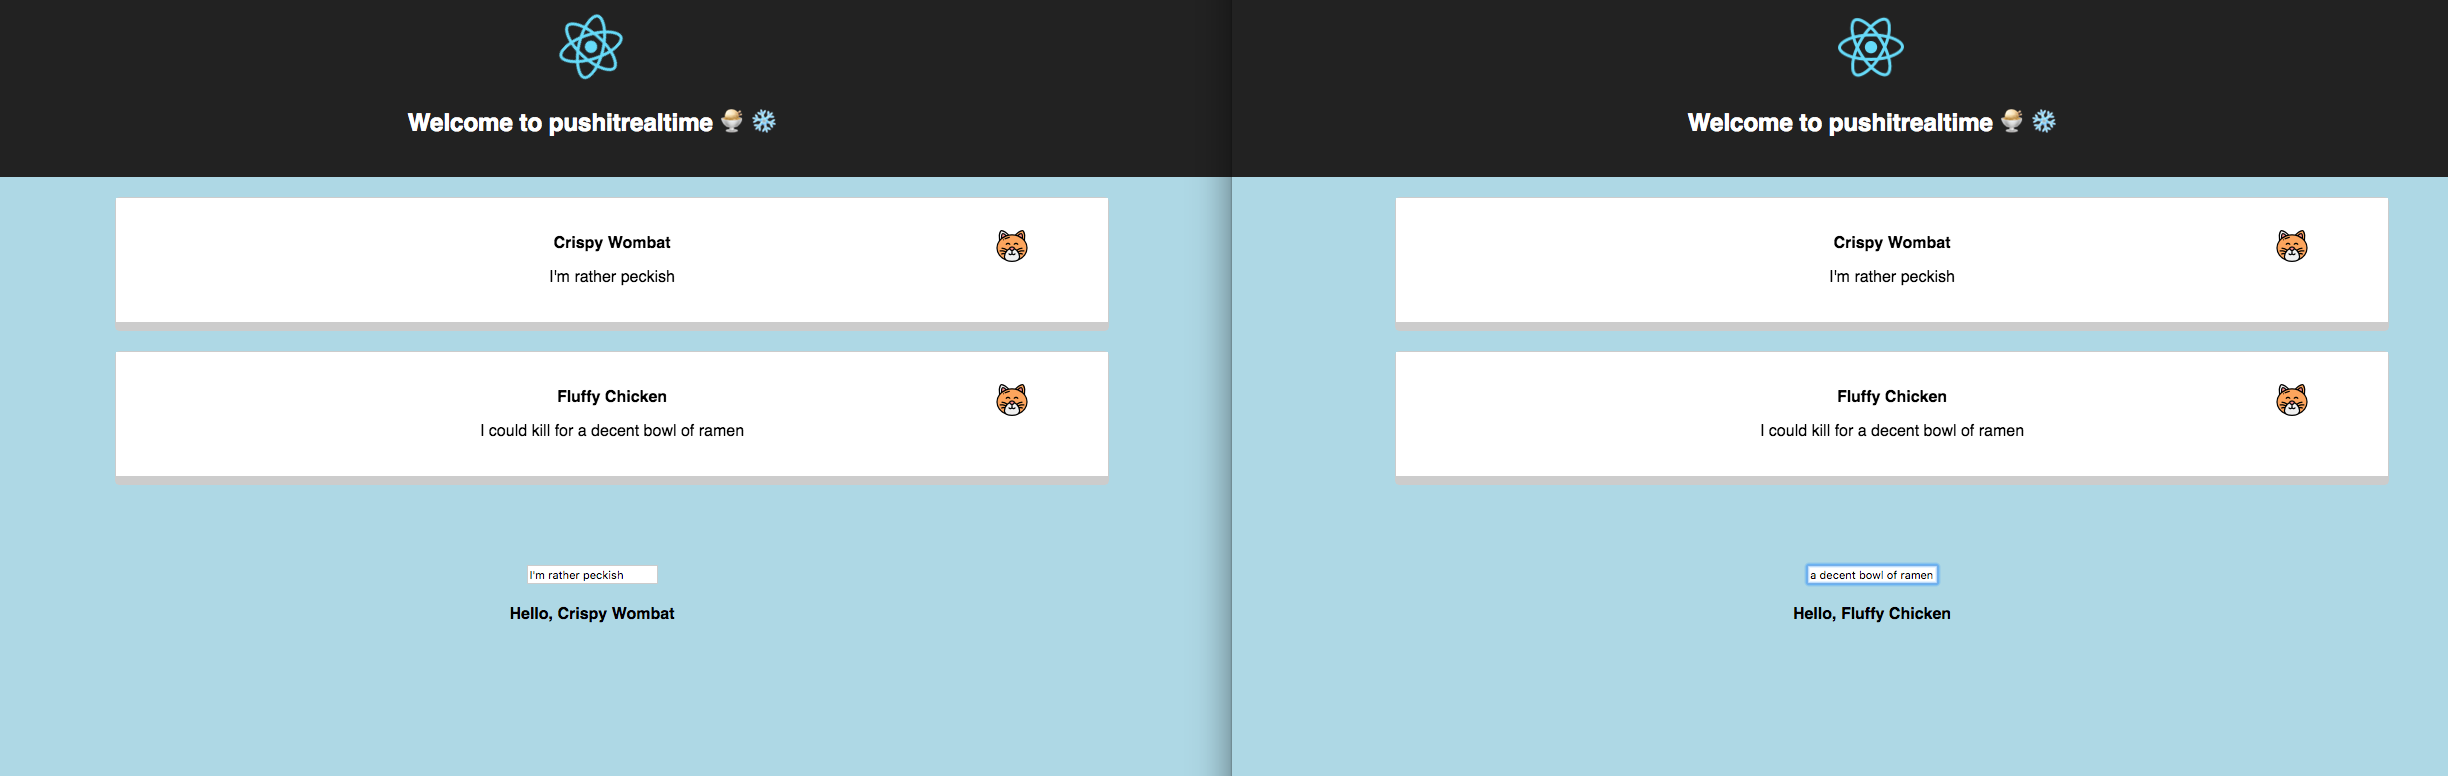 Welcome to pushitrealtime 🍨 ❄️
Crispy Wombat
I'm rather peckish
Fluffy Chicken
I could kill for a decent bowl of ramen
I'm rather peckish
Hello, Crispy Wombat
Welcome to pushitrealtime 🍨 ❄️
Crispy Wombat
I'm rather peckish
Fluffy Chicken
I could kill for a decent bowl of ramen
a decent bowl of ramen
Hello, Fluffy Chicken